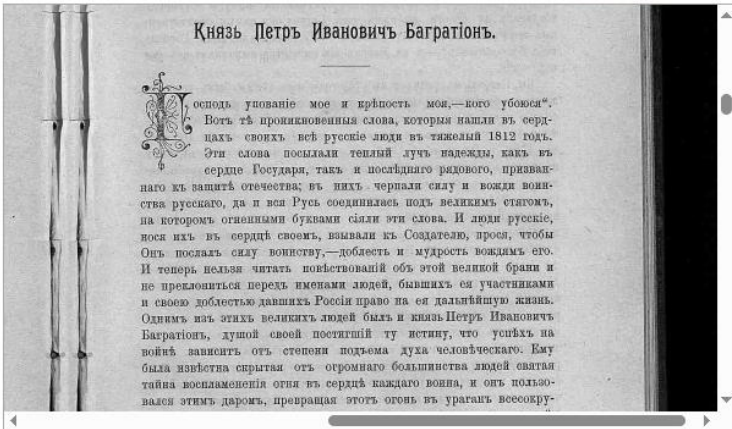 Князь Петръ Ивановичъ Багратіонъ.
Господь упованіе мое и крѣпость моя,—кого убоюся“.
Вотъ тѣ проникновенныя слова, которыя нашли въ серд-
цахъ своихъ всѣ русскіе люди въ тяжелый 1812 годъ.
Эти слова посылали теплый лучъ надежды, какъ въ
сердце Государя, такъ и послѣдняго рядового, призван-
наго къ защитѣ отечества; въ нихъ черпали силу и вожди воин-
ства русскаго, да и вся Русь соединилась подъ великимъ стягомъ,
на которомъ огненными буквами сіяли эти слова. И люди русскіе,
нося ихъ въ сердцѣ своемъ, взывали къ Создателю, прося, чтобы
Онъ послалъ силу воинству,—доблесть и мудрость вождямъ его.
И теперь нельзя читать повѣствованій объ этой великой брани и
не преклониться передъ именами людей, бывшихъ ея участниками
и своею доблестью давшихъ Россіи право на ея дальнѣйшую жизнь.
Однимъ изъ этихъ великихъ людей былъ и князь Петръ Ивановичъ
Багратіонъ, душой своей постигшій ту истину, что успѣхъ на
войнѣ зависитъ отъ степени подъема духа человѣческаго. Ему
была извѣстна скрытая отъ огромнаго большинства людей святая
тайна воспламененія огня въ сердцѣ каждаго воина, и онъ пользо-
вался этимъ даромъ, превращая этотъ огонь въ ураганъ всесокру-